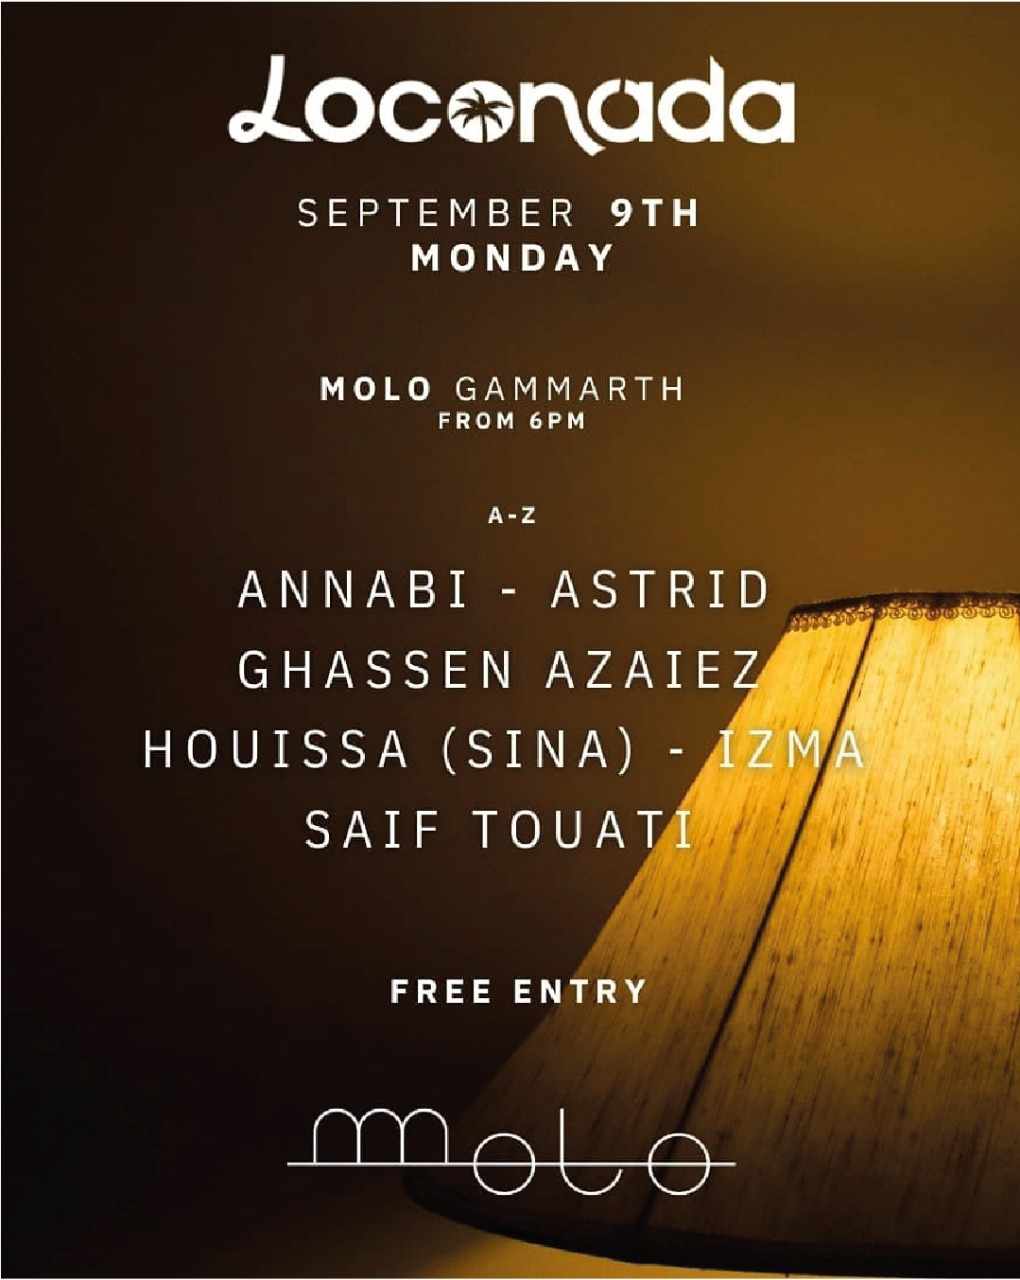 Loconada
SEPTEMBER 9TH
MONDAY
MOLO GAMMARTH
FROM 6PM
A-Z
ANNABI - ASTRID
GHASSEN AZAIEZ
HOUISSA (SINA) - IZMA
SAIF TOUATI
FREE ENTRY
molo